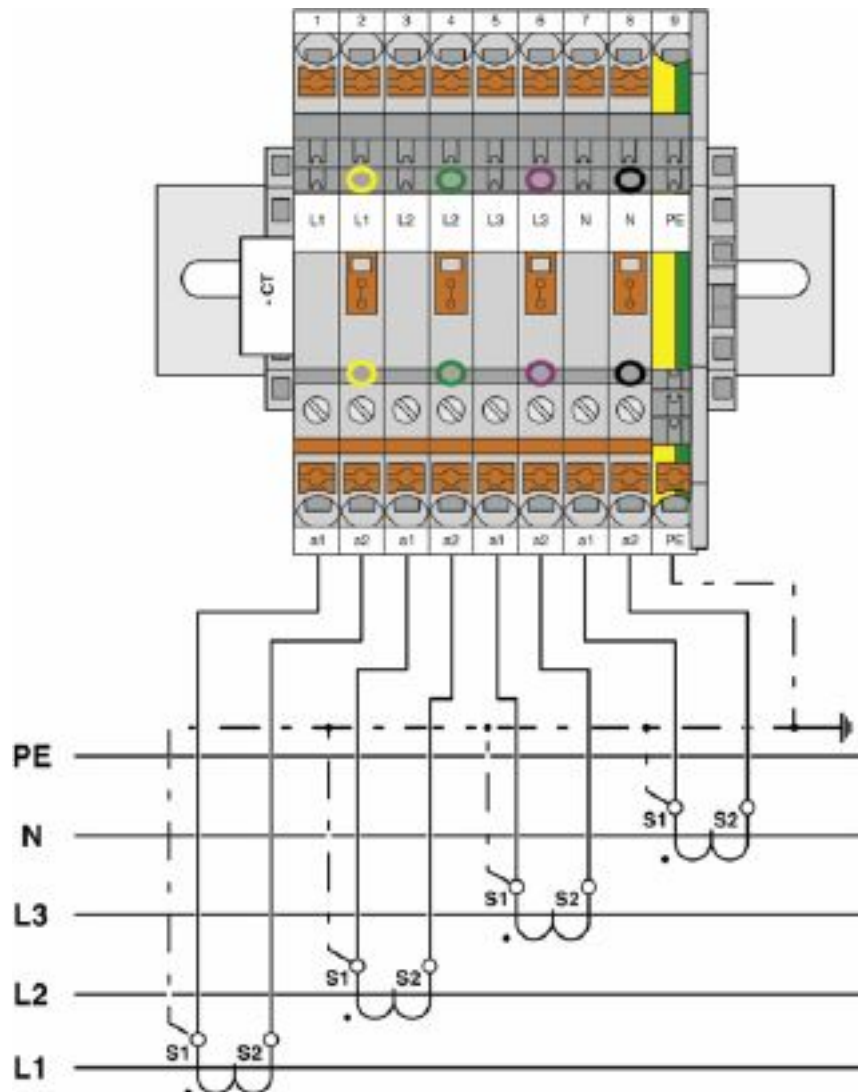 1 2 3 4 5 6 7 8 9
L1 L1 L2 L2 L3 L3 N N PE
- CT
a1 a2 a1 a2 a1 a2 a1 a2 PE
PE
S1 S2
N
S1 S2
L3
S1 S2
L2
S1 S2
L1